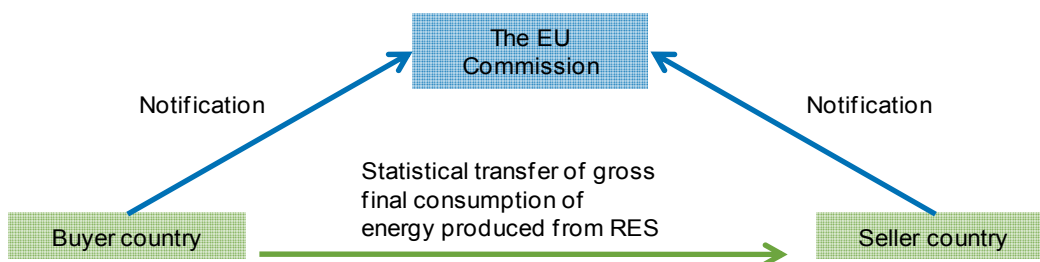 The EU
Commission
Notification
Notification
Statistical transfer of gross
final consumption of
energy produced from RES
Buyer country
Seller country